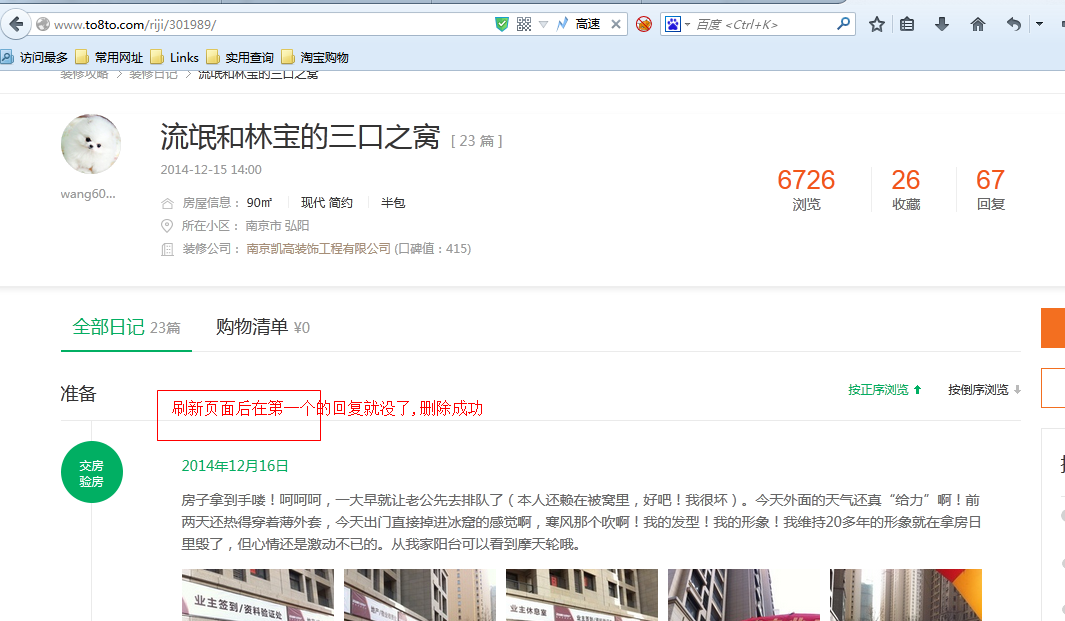 www.to8to.com/riji/301989/
高速
百度 <Ctrl+K>
访问最多 常用网址 Links 实用查询 淘宝购物
装修攻略 > 装修日记 > 流氓和林宝的三口之窝
流氓和林宝的三口之窝 [ 23 篇 ]
2014-12-15 14:00
wang60...
房屋信息： 90㎡ 现代 简约 半包
所在小区： 南京市 弘阳
装修公司： 南京凯高装饰工程有限公司 (口碑值：415)
6726 26 67
浏览 收藏 回复
全部日记 23篇 购物清单 ¥0
准备
按正序浏览 按倒序浏览
刷新页面后在第一个的回复就没了,删除成功
交房
验房
2014年12月16日
房子拿到手喽！呵呵呵，一大早就让老公先去排队了（本人还赖在被窝里，好吧！我很坏）。今天外面的天气还真“给力”啊！前
两天还热得穿着薄外套，今天出门直接掉进冰窟的感觉啊，寒风那个吹啊！我的发型！我的形象！我维持20多年的形象就在拿房日
里毁了，但心情还是激动不已的。从我家阳台可以看到摩天轮哦。
业主签到/资料验证处
业主休息室